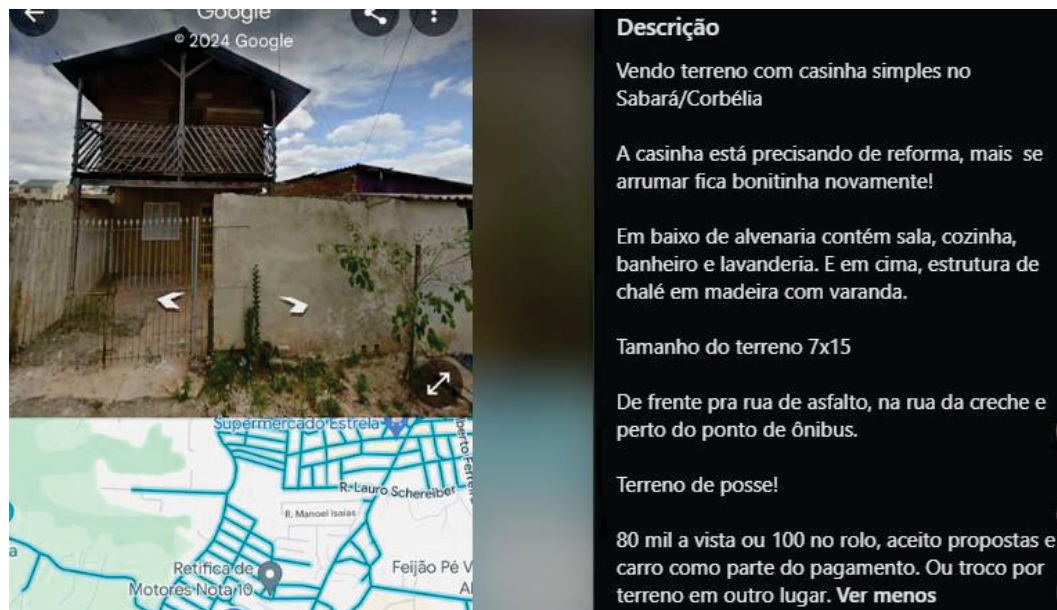 Google
© 2024 Google
Supermercado Estrela
R. Lauro Schereiber
R. Manoel Isaias
Retífica de
Motores Nota 10
Feijão Pé V
Descrição
Vendo terreno com casinha simples no
Sabará/Corbélia
A casinha está precisando de reforma, mais se
arrumar fica bonitinha novamente!
Em baixo de alvenaria contém sala, cozinha,
banheiro e lavanderia. E em cima, estrutura de
chalé em madeira com varanda.
Tamanho do terreno 7x15
De frente pra rua de asfalto, na rua da creche e
perto do ponto de ônibus.
Terreno de posse!
80 mil a vista ou 100 no rolo, aceito propostas e
carro como parte do pagamento. Ou troco por
terreno em outro lugar. Ver menos